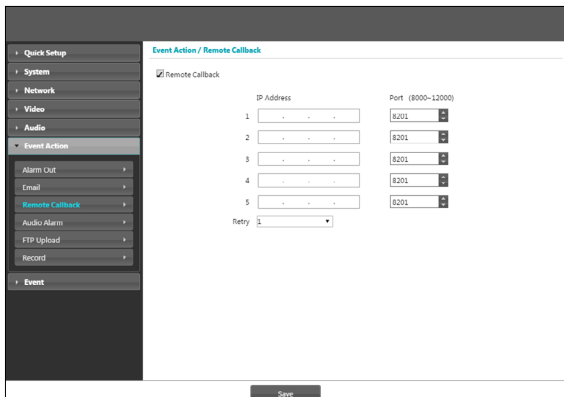 Quick Setup
System
Network
Video
Audio
Event Action
Alarm Out
Email
Remote Callback
Audio Alarm
FTP Upload
Record
Event
Event Action / Remote Callback
Remote Callback
IP Address Port (8000~12000)
1 . . . 8201
2 . . . 8201
3 . . . 8201
4 . . . 8201
5 . . . 8201
Retry 1
Save